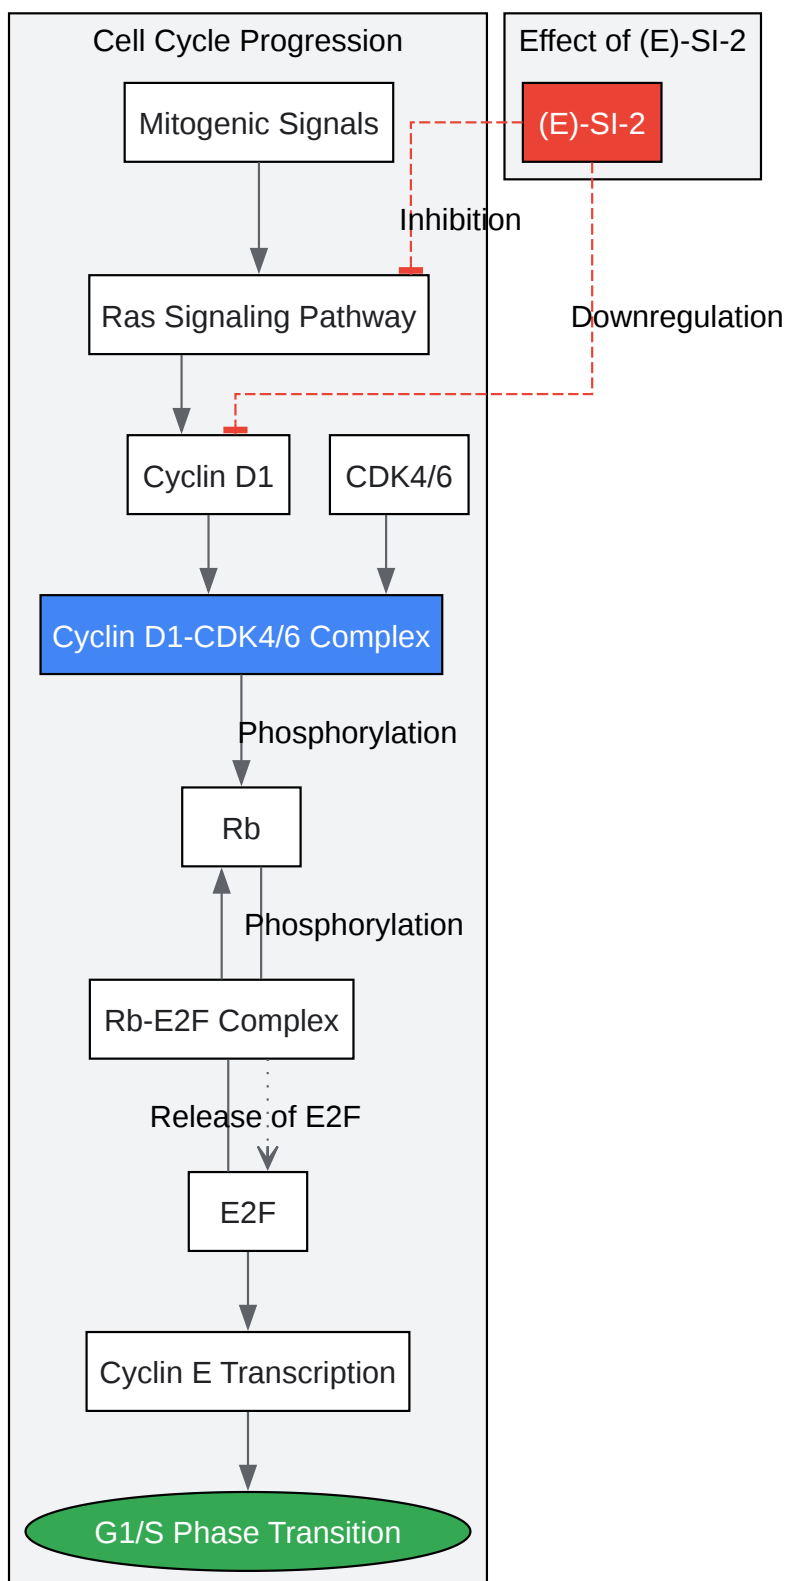 Cell Cycle Progression
Effect of (E)-SI-2
Mitogenic Signals
(E)-SI-2
Inhibition
Ras Signaling Pathway
Downregulation
Cyclin D1
CDK4/6
Cyclin D1-CDK4/6 Complex
Phosphorylation
Rb
Phosphorylation
Rb-E2F Complex
Release of E2F
E2F
Cyclin E Transcription
G1/S Phase Transition